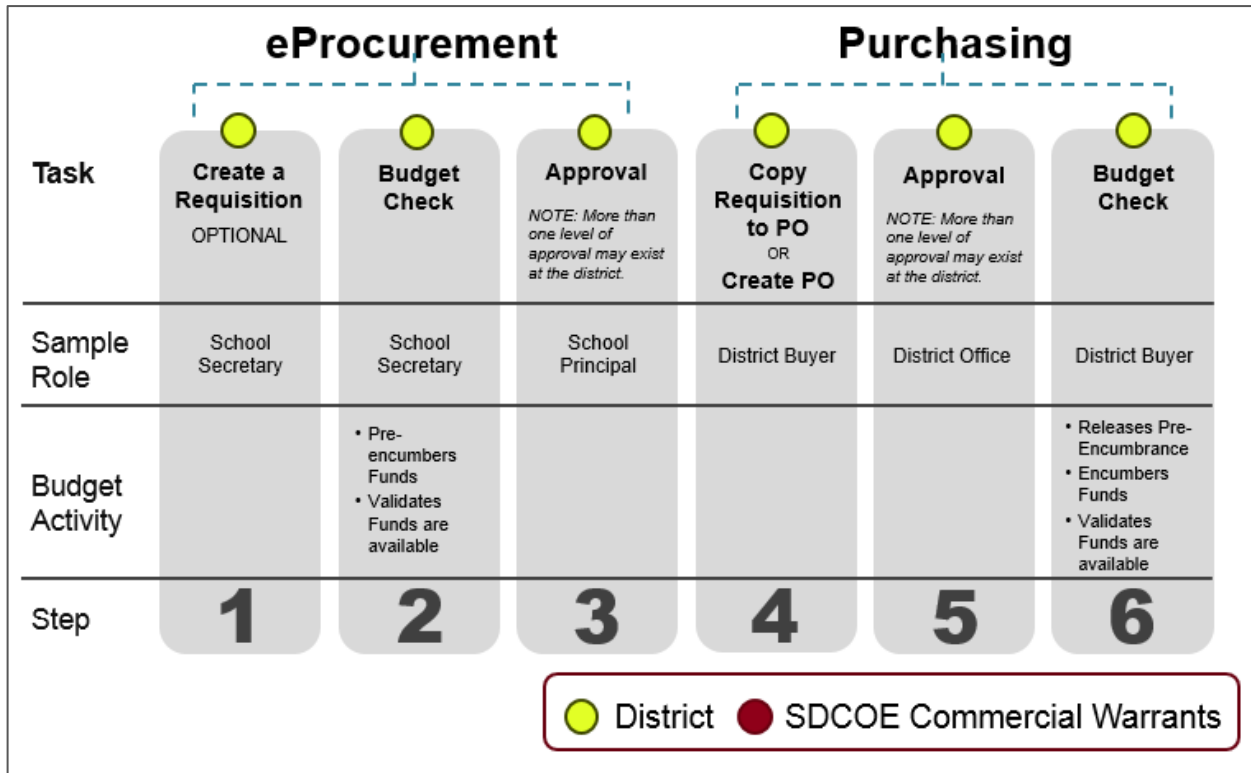 eProcurement
Purchasing
Task
Create a
Requisition
OPTIONAL
Budget
Check
Approval
NOTE: More than
one level of
approval may exist
at the district.
Copy
Requisition
to PO
OR
Create PO
Approval
NOTE: More than
one level of
approval may exist
at the district.
Budget
Check
Sample
Role
School
Secretary
School
Secretary
School
Principal
District Buyer
District Office
District Buyer
Budget
Activity
• Pre-
encumbers
Funds
• Validates
Funds are
available
• Releases Pre-
Encumbrance
• Encumbers
Funds
• Validates
Funds are
available
Step
1
2
3
4
5
6
District
SDCOE Commercial Warrants